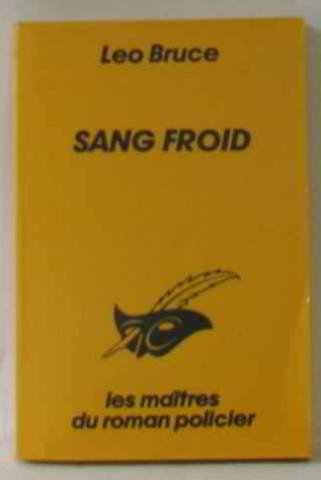 Leo Bruce
SANG FROID
les maîtres
du roman policier